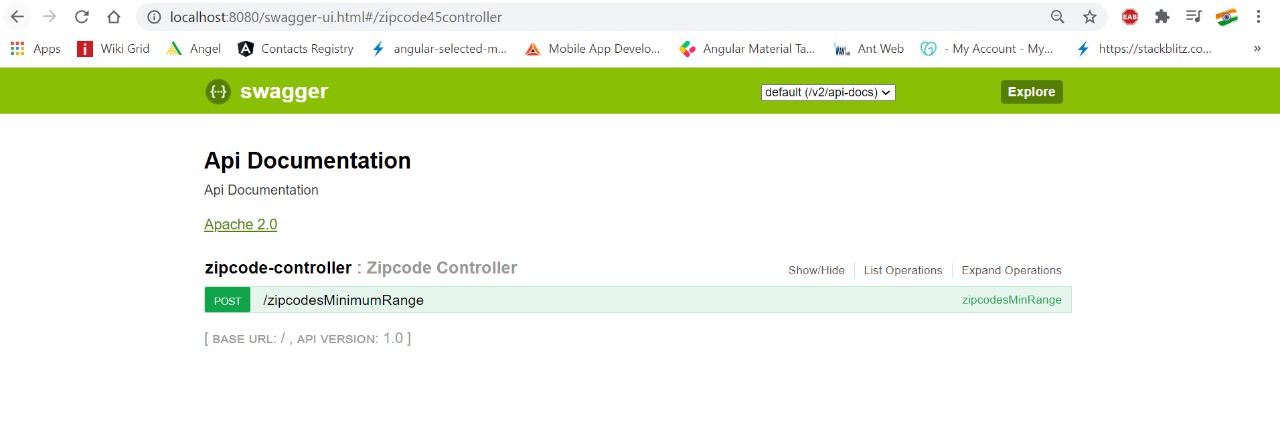 localhost:8080/swagger-ui.html#/zipcode45controller
EAB
Apps Wiki Grid Angel Contacts Registry angular-selected-m... Mobile App Develo... Angular Material Ta... Ant Web - My Account - My... https://stackblitz.co... »
{··} swagger default (/v2/api-docs) Explore
Api Documentation
Api Documentation
Apache 2.0
zipcode-controller : Zipcode Controller Show/Hide List Operations Expand Operations
POST /zipcodesMinimumRange zipcodesMinRange
[ BASE URL: / , API VERSION: 1.0 ]